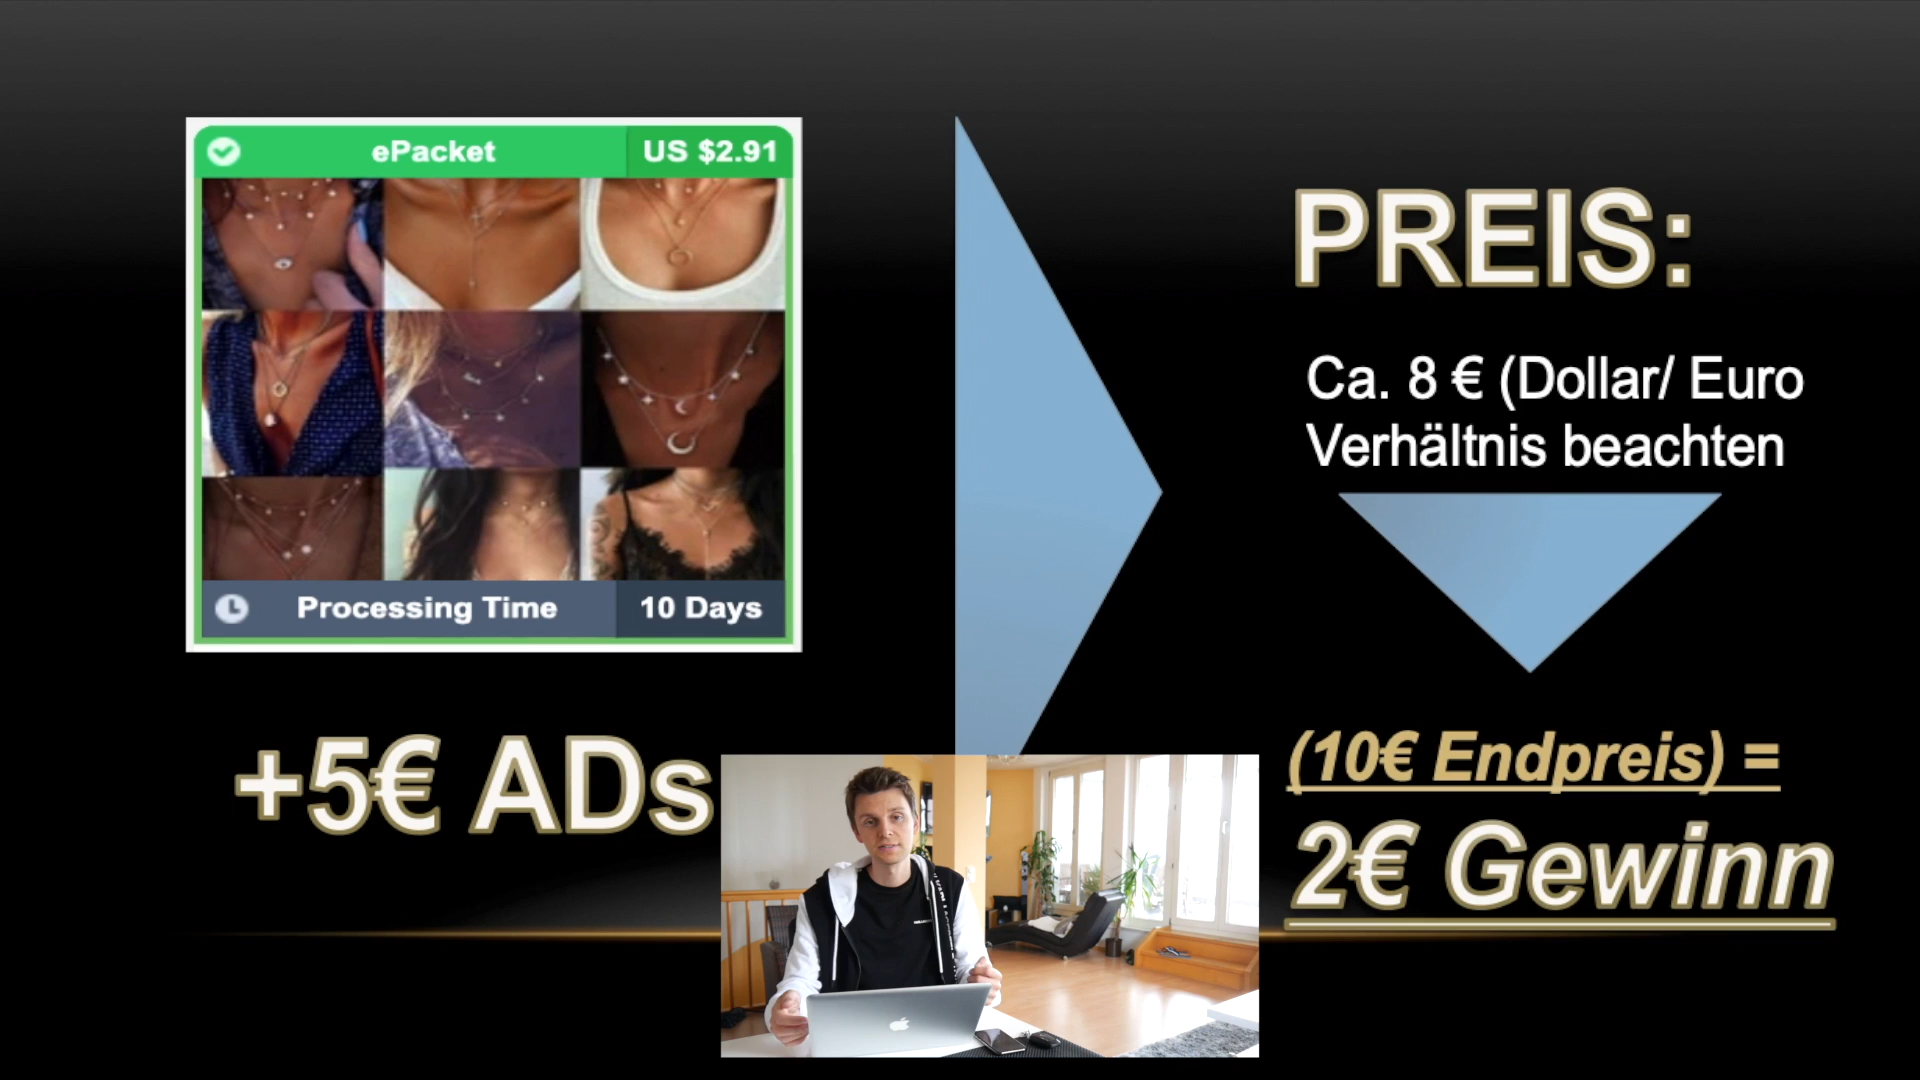 ePacket US $2.91
Processing Time 10 Days
+5€ ADs
PREIS:
Ca. 8 € (Dollar/ Euro
Verhältnis beachten
(10€ Endpreis) =
2€ Gewinn